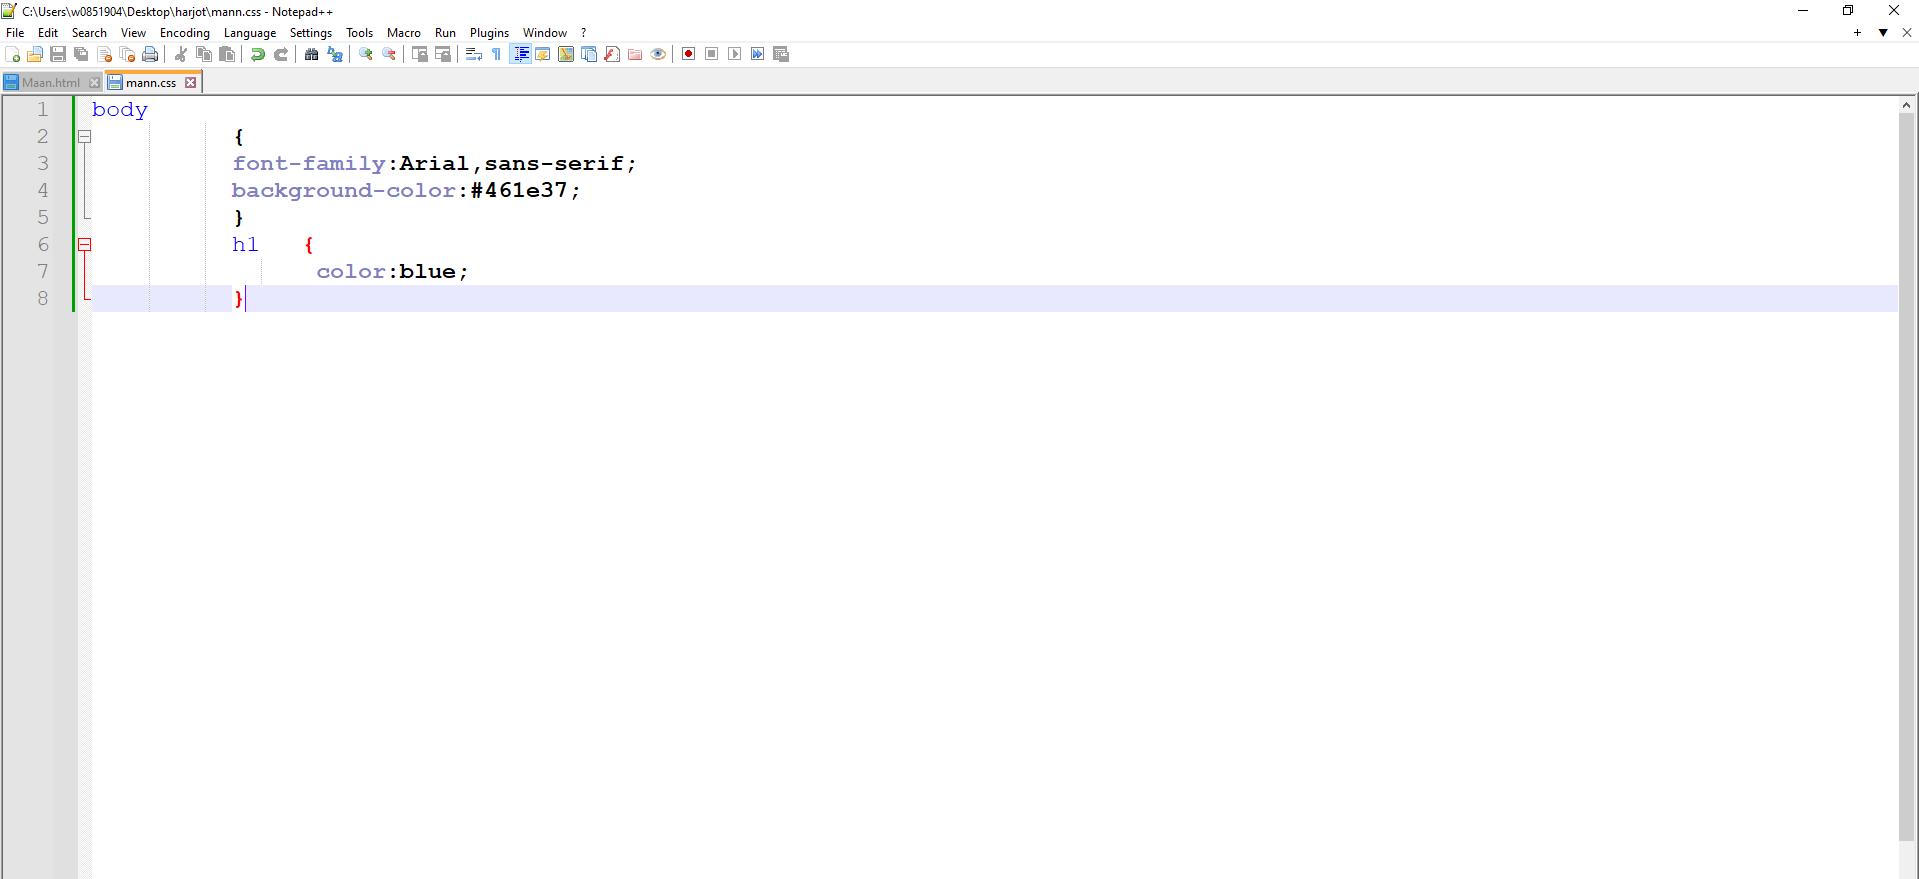 C:\Users\w0851904\Desktop\harjot\mann.css - Notepad++
File Edit Search View Encoding Language Settings Tools Macro Run Plugins Window ?
Maan.html mann.css
1 body
2 {
3 font-family:Arial,sans-serif;
4 background-color:#461e37;
5 }
6 h1 {
7 color:blue;
8 }